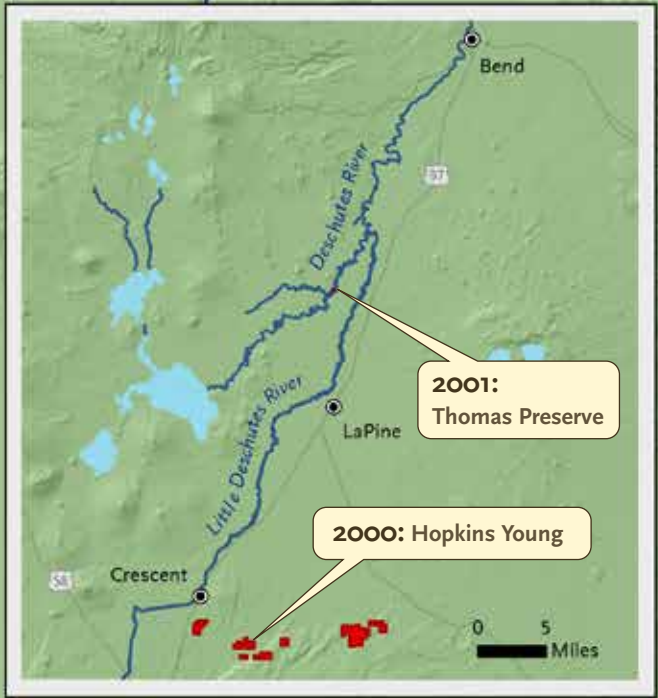 Bend
97
Deschutes River
2001:
Thomas Preserve
LaPine
Little Deschutes River
2000: Hopkins Young
Crescent
58
0 5
Miles